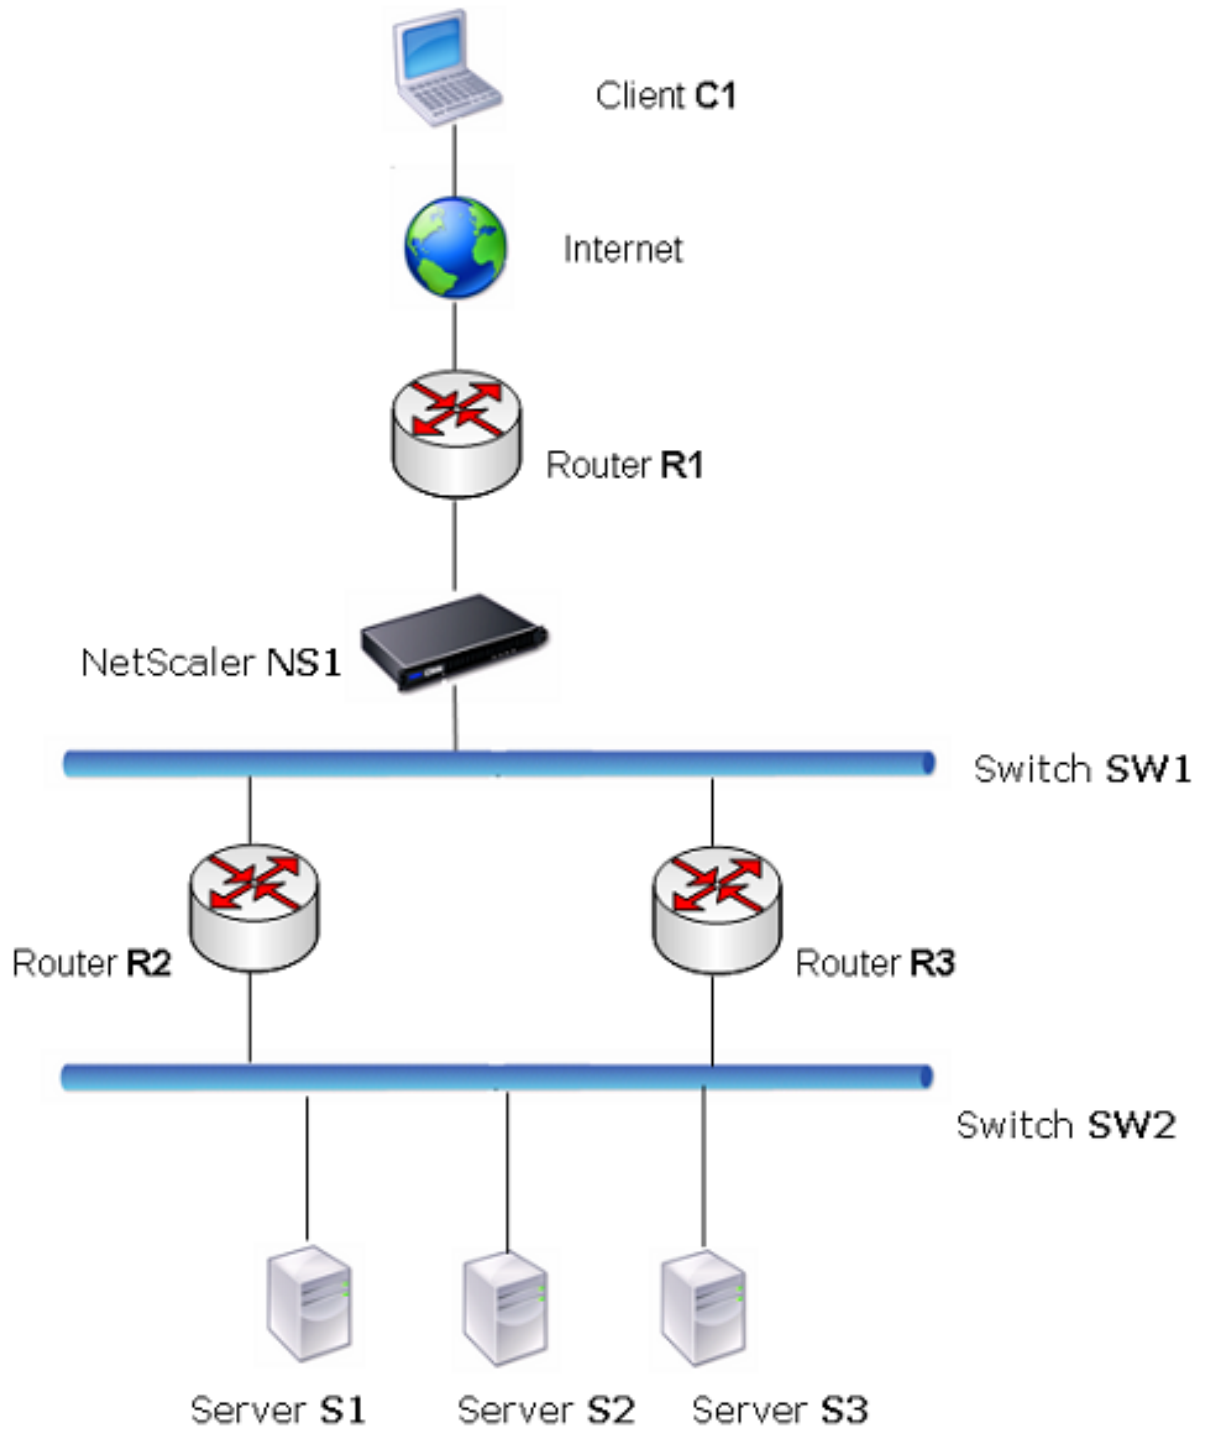 Client C1
Internet
Router R1
NetScaler NS1
Switch SW1
Router R2
Router R3
Switch SW2
Server S1
Server S2
Server S3